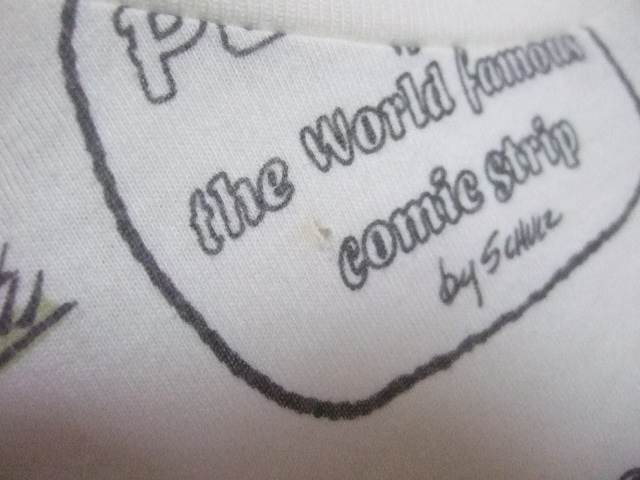 the World famous
comic strip
by SCHULZ